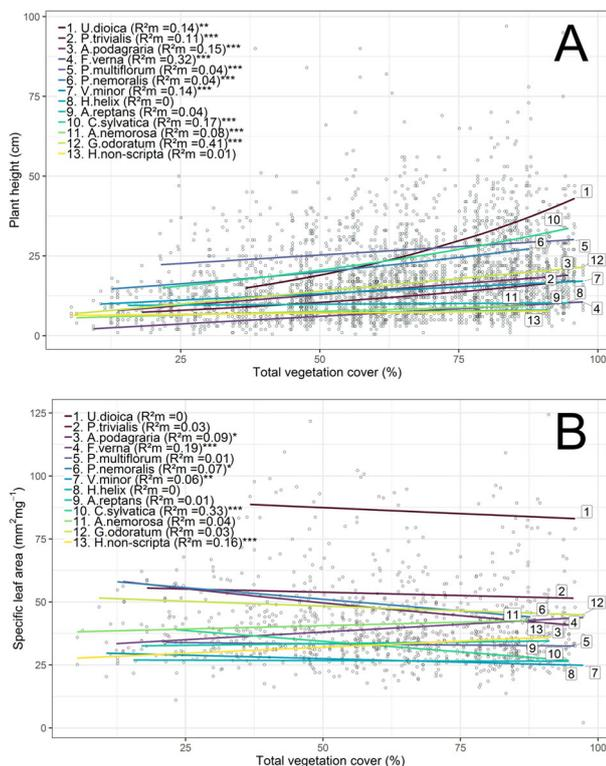 A
1. U.dioica (R²m =0.14)**
2. P.trivialis (R²m =0.11)***
3. A.podagraria (R²m =0.15)***
4. F.verna (R²m =0.32)***
5. P.multiflorum (R²m =0.04)***
6. P.nemoralis (R²m =0.04)***
7. V.minor (R²m =0.14)***
8. H.helix (R²m =0)
9. A.reptans (R²m =0.04)
10. C.sylvatica (R²m =0.17)***
11. A.nemorosa (R²m =0.08)***
12. G.odoratum (R²m =0.41)***
13. H.non-scripta (R²m =0.01)
Plant height (cm)
100
75
50
25
0
1
10
6
5
3
12
2
7
11
9
8
4
13
25
50
75
100
Total vegetation cover (%)
B
1. U.dioica (R²m =0)
2. P.trivialis (R²m =0.03)
3. A.podagraria (R²m =0.09)*
4. F.verna (R²m =0.19)***
5. P.multiflorum (R²m =0.01)
6. P.nemoralis (R²m =0.07)*
7. V.minor (R²m =0.06)**
8. H.helix (R²m =0)
9. A.reptans (R²m =0.01)
10. C.sylvatica (R²m =0.33)***
11. A.nemorosa (R²m =0.04)
12. G.odoratum (R²m =0.03)
13. H.non-scripta (R²m =0.16)***
Specific leaf area (mm²mg⁻¹)
125
100
75
50
25
0
1
2
12
6
11
4
13
3
5
9
10
8
7
25
50
75
100
Total vegetation cover (%)